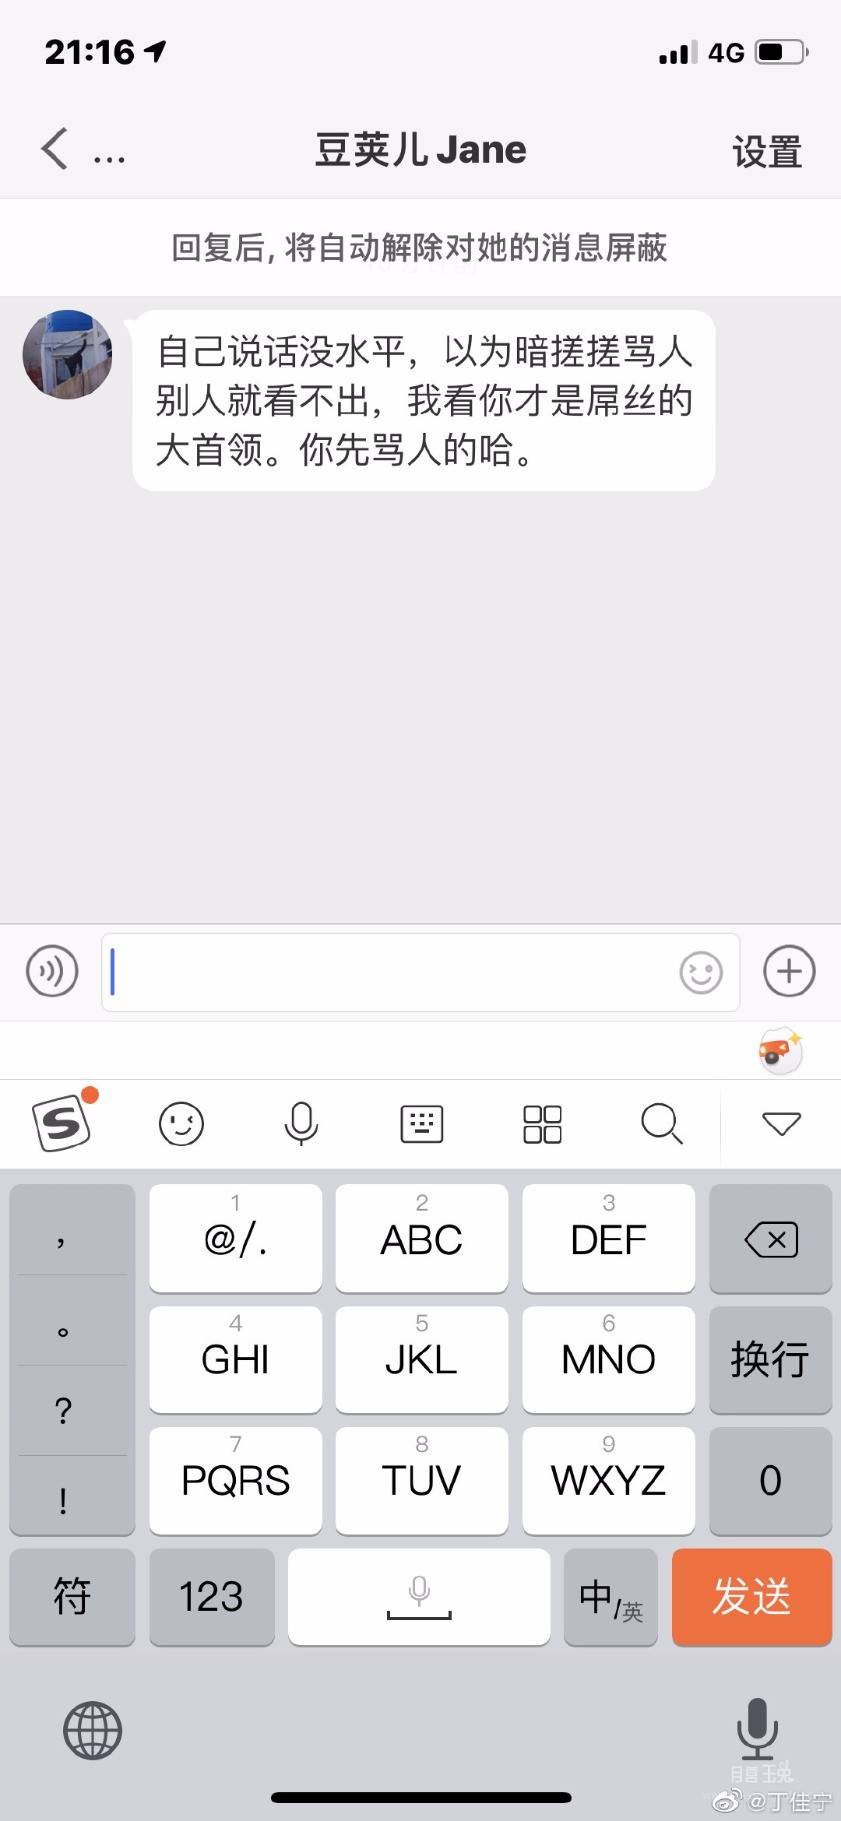 21:16 4G
... 豆荚儿Jane 设置
回复后, 将自动解除对她的消息屏蔽
自己说话没水平，以为暗搓搓骂人
别人就看不出，我看你才是屌丝的
大首领。你先骂人的哈。
S
， 1 2 3
@/. ABC DEF
。 4 5 6
GHI JKL MNO 换行
? 7 8 9
PQRS TUV WXYZ 0
!
符 123 中/英 发送
@丁佳宁